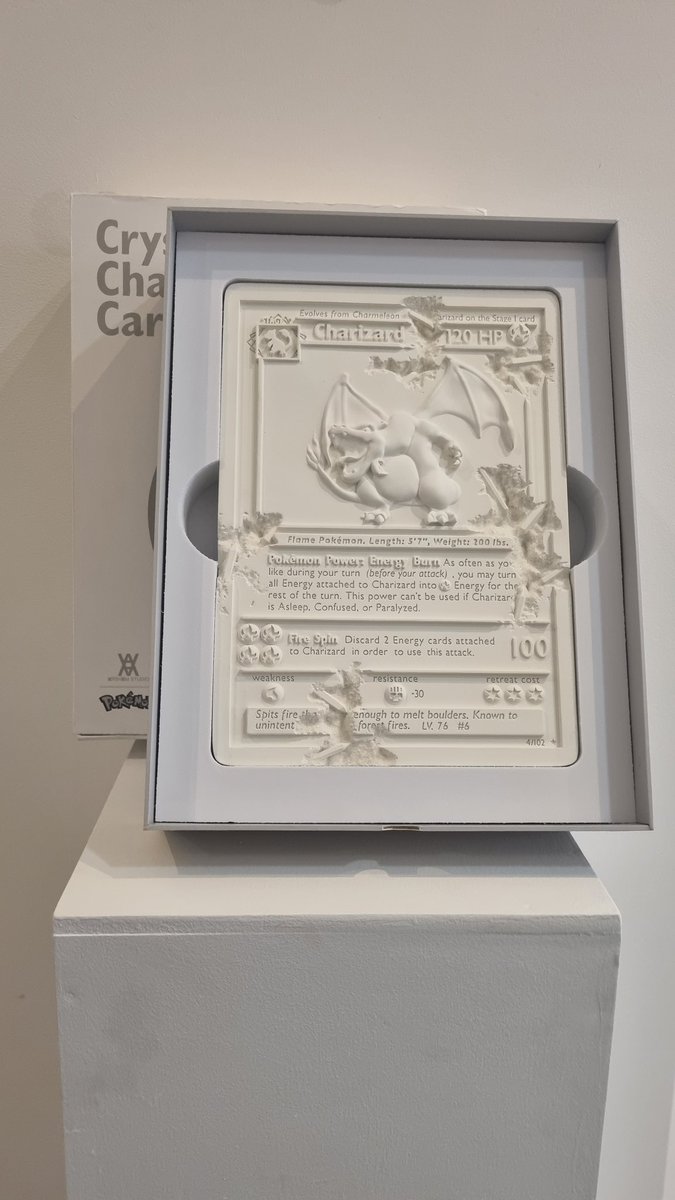 Crys
Cha
Car
Evolves from Charmeleon arizard on the Stage I card
Charizard 120 HP
Flame Pokémon. Length: 5'7", Weight: 200 lbs.
Pokémon Power: Energy Burn As often as you
like during your turn (before your attack), you may turn
all Energy attached to Charizard into Energy for the
rest of the turn. This power can't be used if Charizard
is Asleep, Confused, or Paralyzed.
Fire Spin Discard 2 Energy cards attached
to Charizard in order to use this attack.
100
weakness resistance retreat cost
-30
Spits fire th enough to melt boulders. Known to
unintent forest fires. LV. 76 #6
4/102
Pokémo